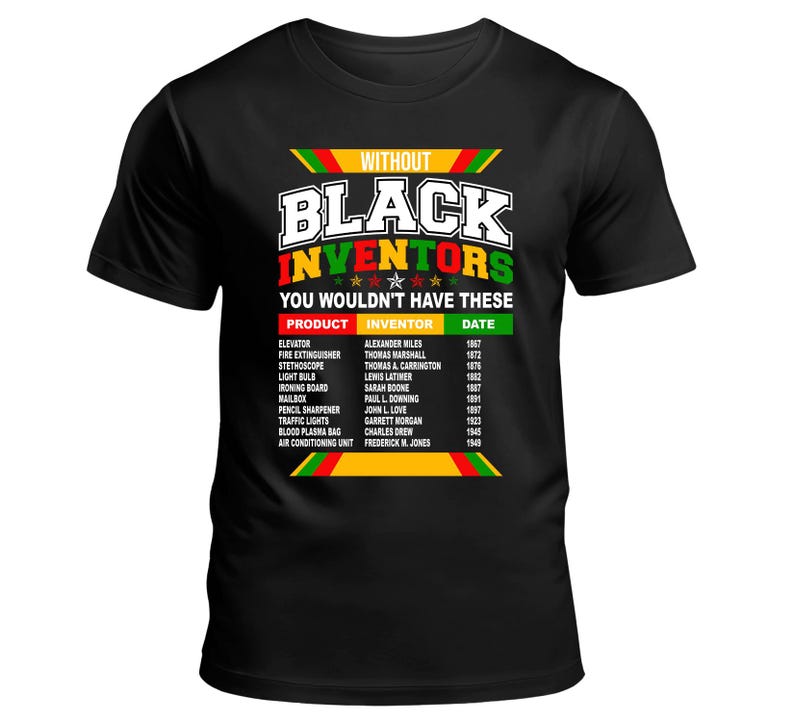 WITHOUT
BLACK
INVENTORS
YOU WOULDN'T HAVE THESE
PRODUCT INVENTOR DATE
ELEVATOR ALEXANDER MILES 1867
FIRE EXTINGUISHER THOMAS MARSHALL 1872
STETHOSCOPE THOMAS A. CARRINGTON 1876
LIGHT BULB LEWIS LATIMER 1882
IRONING BOARD SARAH BOONE 1887
MAILBOX PAUL L. DOWNING 1891
PENCIL SHARPENER JOHN L. LOVE 1897
TRAFFIC LIGHTS GARRETT MORGAN 1923
BLOOD PLASMA BAG CHARLES DREW 1945
AIR CONDITIONING UNIT FREDERICK M. JONES 1949